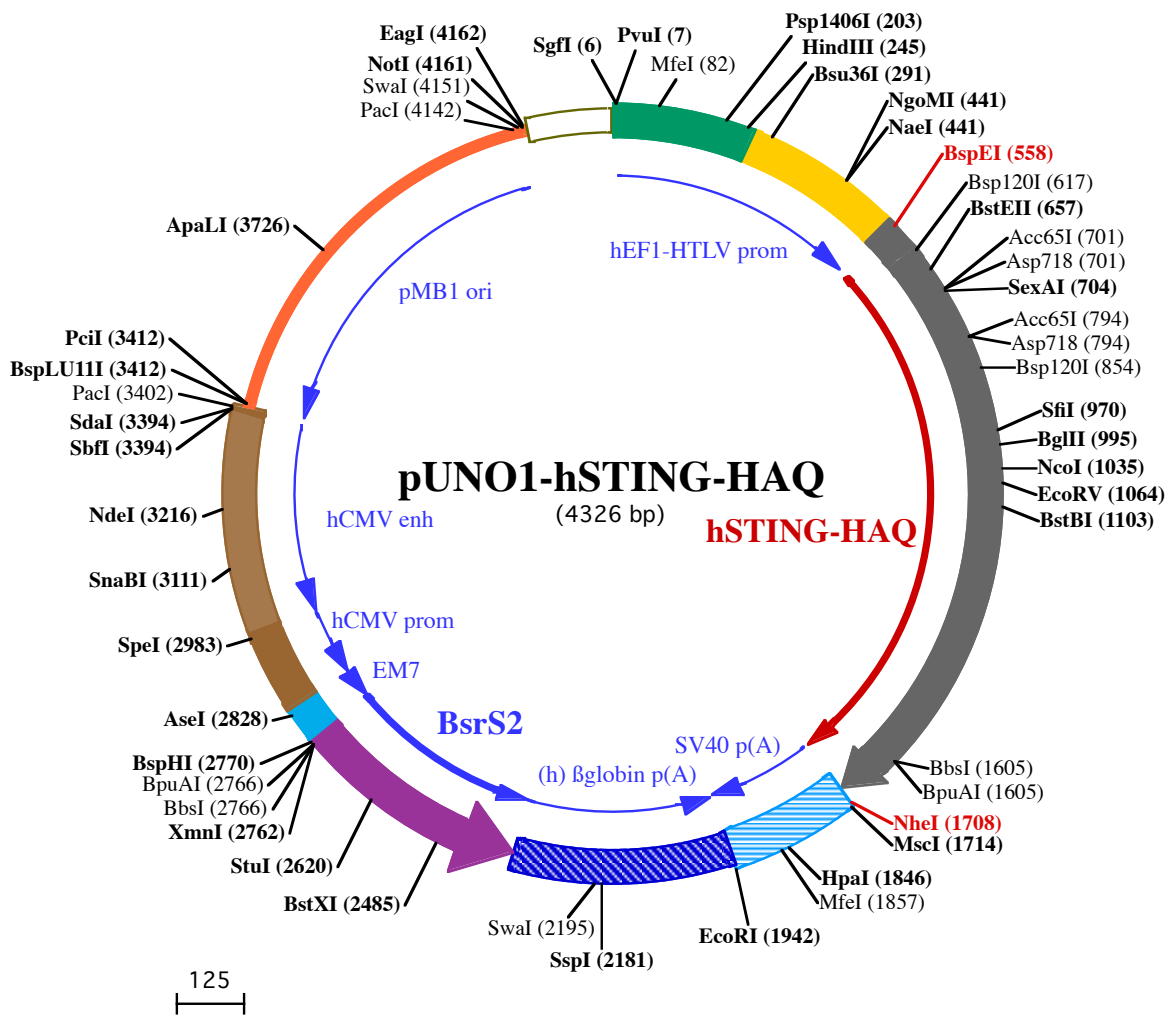 SgfI (6)
PvuI (7)
MfeI (82)
Psp1406I (203)
HindIII (245)
Bsu36I (291)
NgoMI (441)
NaeI (441)
BspEI (558)
Bsp120I (617)
BstEII (657)
Acc65I (701)
Asp718 (701)
SexAI (704)
Acc65I (794)
Asp718 (794)
Bsp120I (854)
SfiI (970)
BglII (995)
NcoI (1035)
EcoRV (1064)
BstBI (1103)
BbsI (1605)
BpuAI (1605)
NheI (1708)
MscI (1714)
HpaI (1846)
MfeI (1857)
EcoRI (1942)
SspI (2181)
SwaI (2195)
BstXI (2485)
StuI (2620)
XmnI (2762)
BbsI (2766)
BpuAI (2766)
BspHI (2770)
AseI (2828)
SpeI (2983)
SnaBI (3111)
NdeI (3216)
SbfI (3394)
SdaI (3394)
PacI (3402)
BspLU11I (3412)
PciI (3412)
ApaLI (3726)
PacI (4142)
SwaI (4151)
NotI (4161)
EagI (4162)
hEF1-HTLV prom
pMB1 ori
pUNO1-hSTING-HAQ
(4326 bp)
hSTING-HAQ
hCMV enh
hCMV prom
EM7
BsrS2
SV40 p(A)
(h) ßglobin p(A)
125